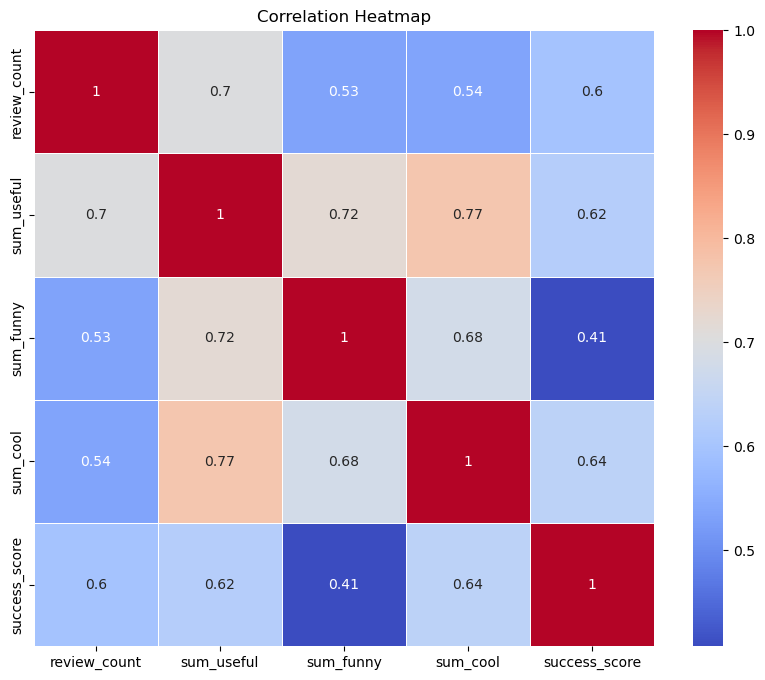 Correlation Heatmap
review_count 1 0.7 0.53 0.54 0.6
sum_useful 0.7 1 0.72 0.77 0.62
sum_funny 0.53 0.72 1 0.68 0.41
sum_cool 0.54 0.77 0.68 1 0.64
success_score 0.6 0.62 0.41 0.64 1
review_count sum_useful sum_funny sum_cool success_score
1.0
0.9
0.8
0.7
0.6
0.5